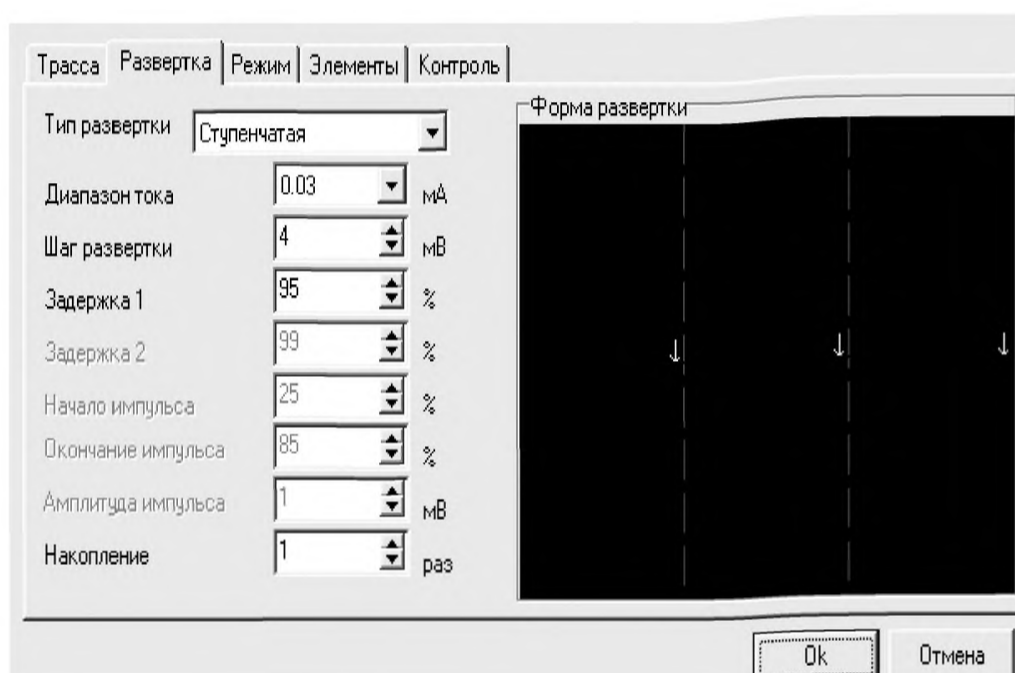 Трасса Развертка Режим Элементы Контроль
Тип развертки Ступенчатая
Диапазон тока 0.03 мА
Шаг развертки 4 мВ
Задержка 1 95 %
Задержка 2 99 %
Начало импульса 25 %
Окончание импульса 85 %
Амплитуда импульса 1 мВ
Накопление 1 раз
Форма развертки
Ok Отмена